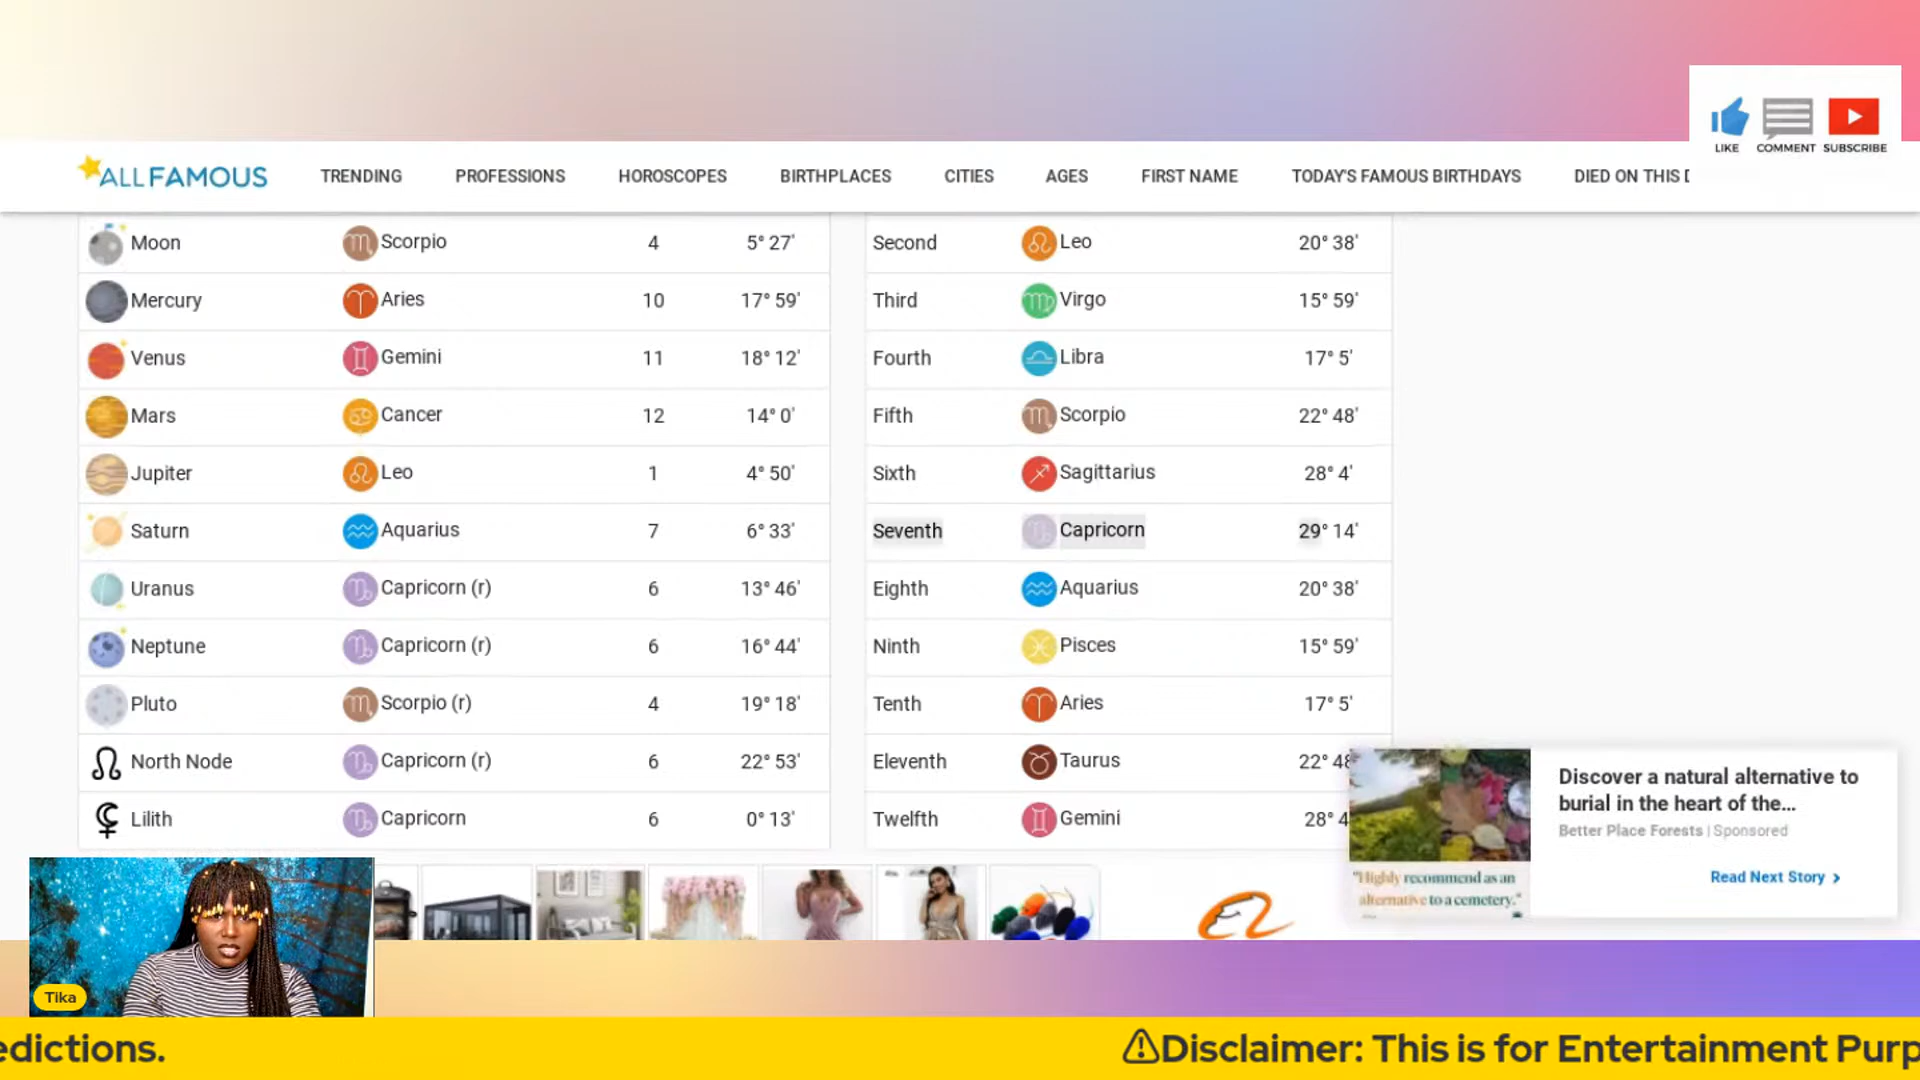 LIKE COMMENT SUBSCRIBE
ALLFAMOUS TRENDING PROFESSIONS HOROSCOPES BIRTHPLACES CITIES AGES FIRST NAME TODAY'S FAMOUS BIRTHDAYS DIED ON THIS D
Moon Scorpio 4 5° 27'
Mercury Aries 10 17° 59'
Venus Gemini 11 18° 12'
Mars Cancer 12 14° 0'
Jupiter Leo 1 4° 50'
Saturn Aquarius 7 6° 33'
Uranus Capricorn (r) 6 13° 46'
Neptune Capricorn (r) 6 16° 44'
Pluto Scorpio (r) 4 19° 18'
North Node Capricorn (r) 6 22° 53'
Lilith Capricorn 6 0° 13'
Second Leo 20° 38'
Third Virgo 15° 59'
Fourth Libra 17° 5'
Fifth Scorpio 22° 48'
Sixth Sagittarius 28° 4'
Seventh Capricorn 29° 14'
Eighth Aquarius 20° 38'
Ninth Pisces 15° 59'
Tenth Aries 17° 5'
Eleventh Taurus 22° 48
Twelfth Gemini 28° 4
Discover a natural alternative to
burial in the heart of the...
Better Place Forests | Sponsored
Read Next Story
"Highly recommend as an
alternative to a cemetery."
Tika
edictions.
Disclaimer: This is for Entertainment Purp